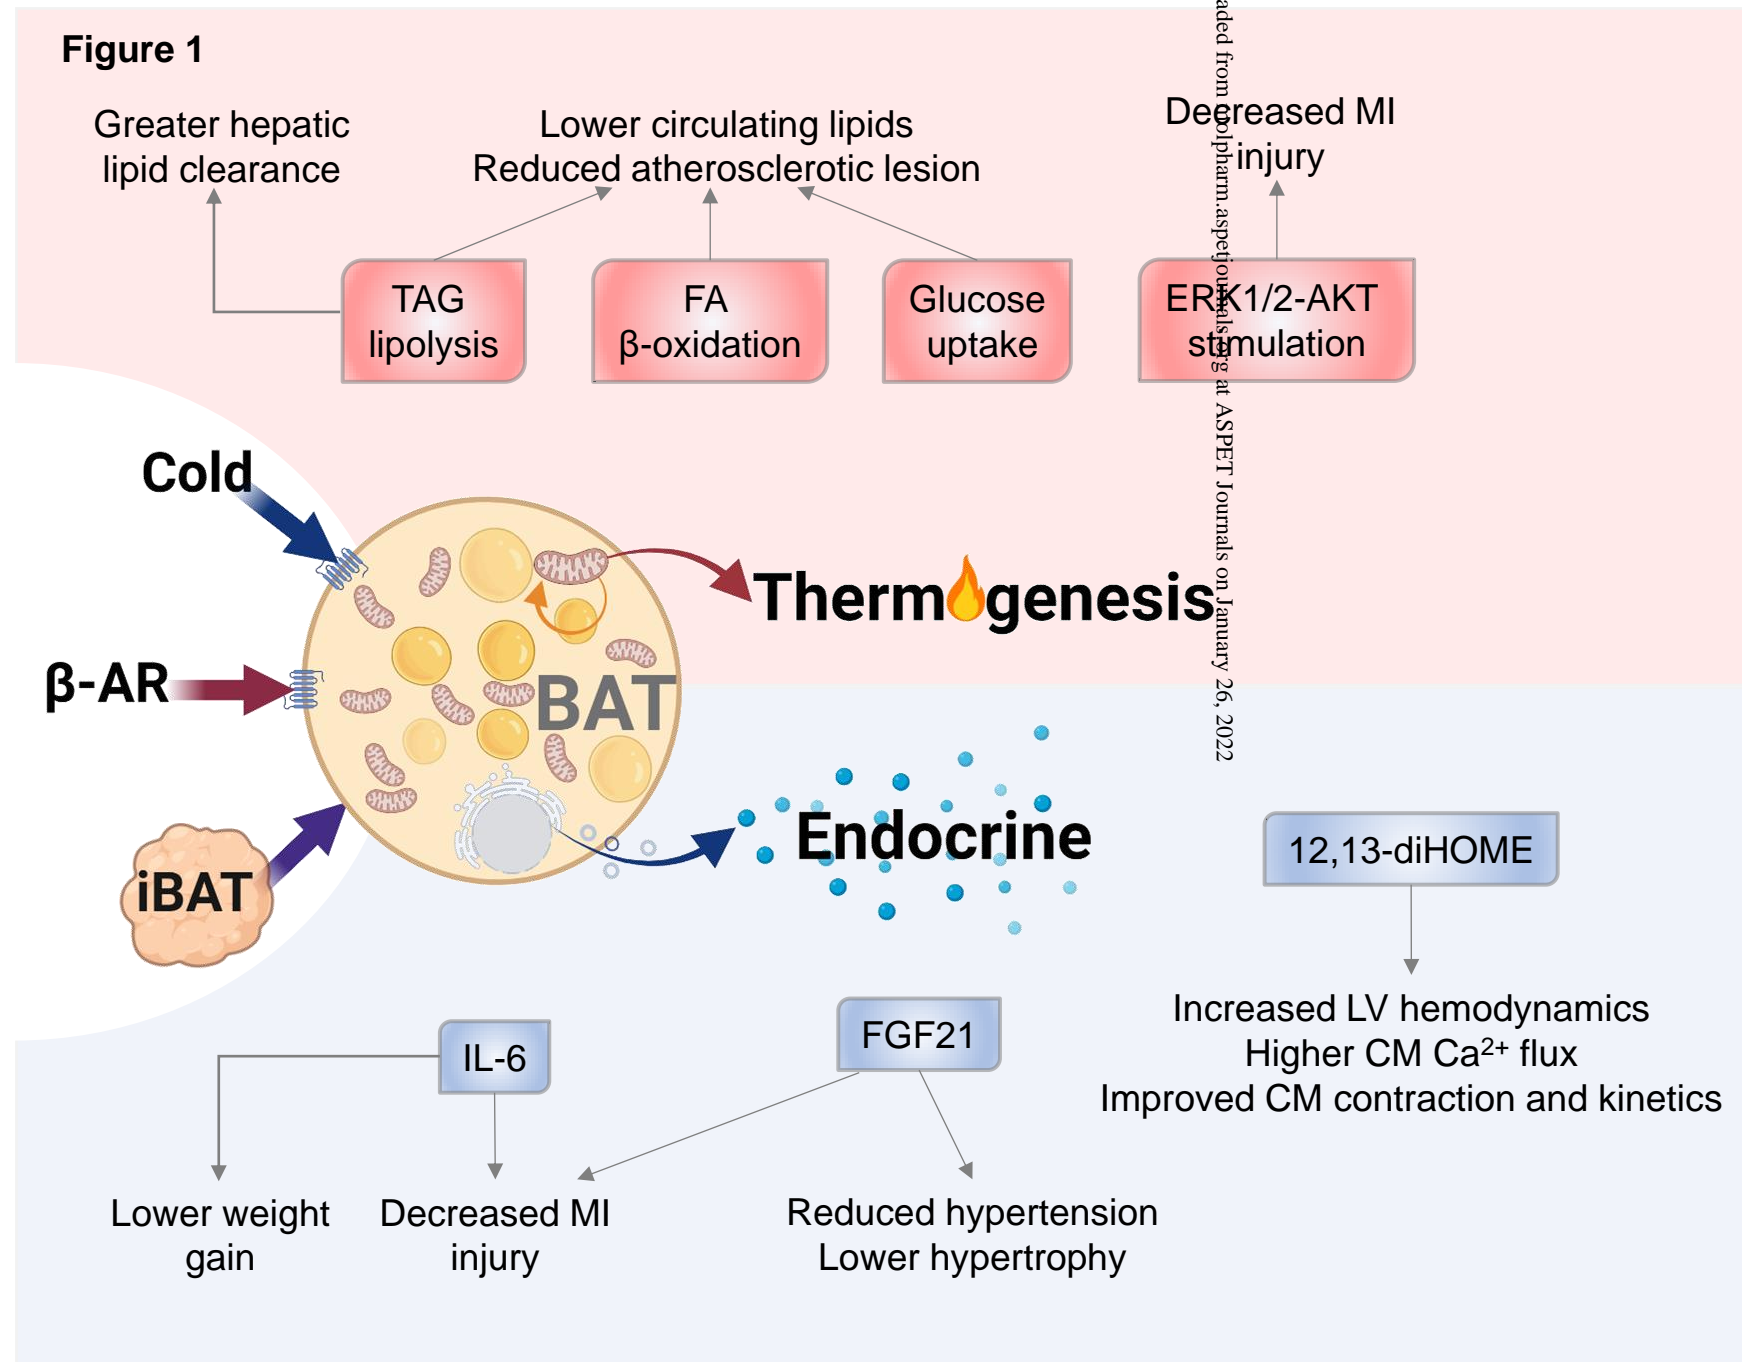 Figure 1
Greater hepatic
lipid clearance
Lower circulating lipids
Reduced atherosclerotic lesion
Decreased MI
injury
TAG
lipolysis
FA
β-oxidation
Glucose
uptake
ERK1/2-AKT
stimulation
Cold
β-AR
iBAT
BAT
Thermogenesis
Endocrine
12,13-diHOME
Increased LV hemodynamics
Higher CM Ca²⁺ flux
Improved CM contraction and kinetics
IL-6
FGF21
Lower weight
gain
Decreased MI
injury
Reduced hypertension
Lower hypertrophy
aded from molpharm.aspetjournals.org at ASPET Journals on January 26, 2022